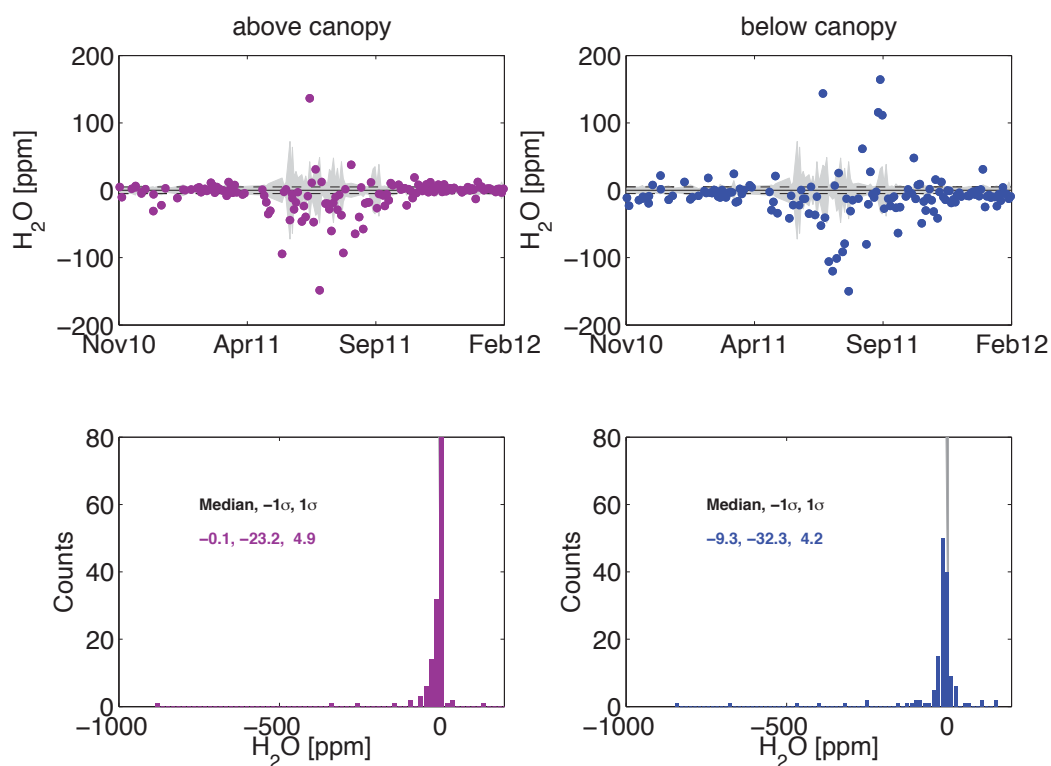 above canopy
below canopy
H₂O [ppm]
200
100
0
−100
−200
Nov10
Apr11
Sep11
Feb12
H₂O [ppm]
200
100
0
−100
−200
Nov10
Apr11
Sep11
Feb12
Counts
80
60
40
20
0
Median, −1σ, 1σ
−0.1, −23.2, 4.9
−1000
−500
0
H₂O [ppm]
Counts
80
60
40
20
0
Median, −1σ, 1σ
−9.3, −32.3, 4.2
−1000
−500
0
H₂O [ppm]